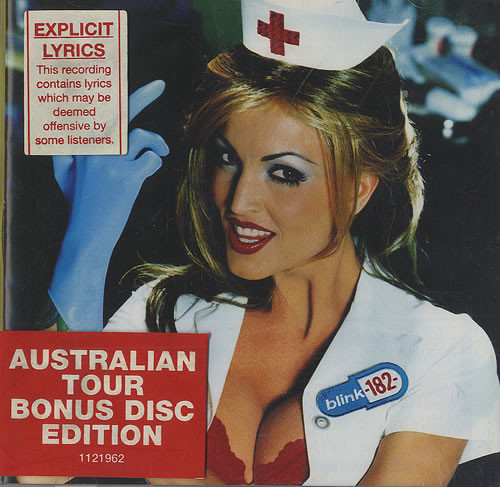 EXPLICIT
LYRICS
This recording
contains lyrics
which may be
deemed
offensive by
some listeners.
blink-182-
AUSTRALIAN
TOUR
BONUS DISC
EDITION
1121962